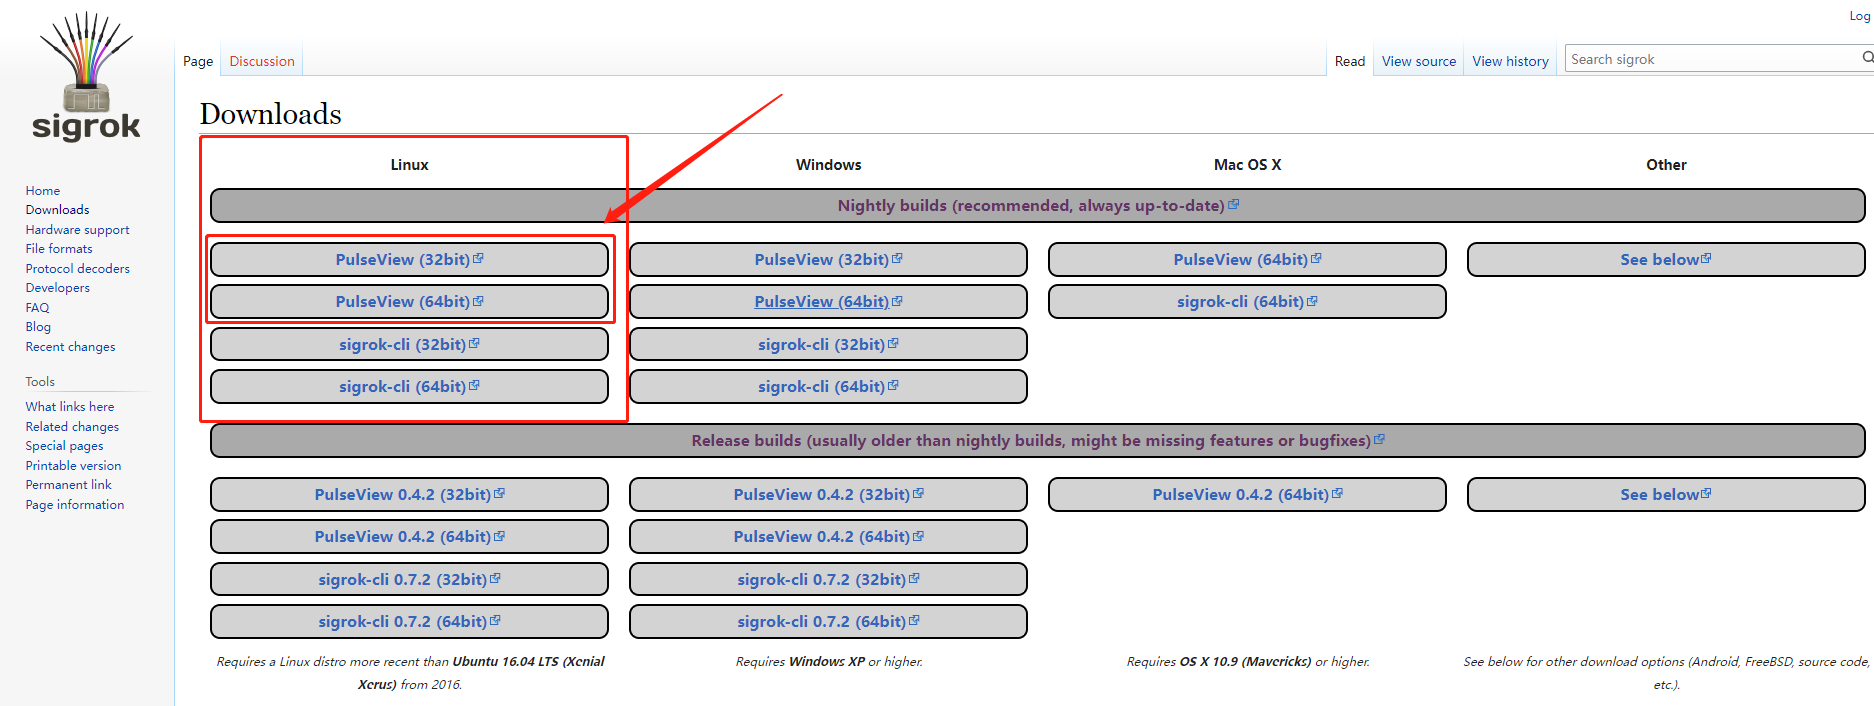 Log
Page
Discussion
Read
View source
View history
Search sigrok
sigrok
Home
Downloads
Hardware support
File formats
Protocol decoders
Developers
FAQ
Blog
Recent changes
Tools
What links here
Related changes
Special pages
Printable version
Permanent link
Page information
Downloads
Linux
Windows
Mac OS X
Other
Nightly builds (recommended, always up-to-date)
PulseView (32bit)
PulseView (32bit)
PulseView (64bit)
See below
PulseView (64bit)
PulseView (64bit)
sigrok-cli (64bit)
sigrok-cli (32bit)
sigrok-cli (32bit)
sigrok-cli (64bit)
sigrok-cli (64bit)
Release builds (usually older than nightly builds, might be missing features or bugfixes)
PulseView 0.4.2 (32bit)
PulseView 0.4.2 (32bit)
PulseView 0.4.2 (64bit)
See below
PulseView 0.4.2 (64bit)
PulseView 0.4.2 (64bit)
sigrok-cli 0.7.2 (32bit)
sigrok-cli 0.7.2 (32bit)
sigrok-cli 0.7.2 (64bit)
sigrok-cli 0.7.2 (64bit)
Requires a Linux distro more recent than Ubuntu 16.04 LTS (Xenial
Xerus) from 2016.
Requires Windows XP or higher.
Requires OS X 10.9 (Mavericks) or higher.
See below for other download options (Android, FreeBSD, source code,
etc.).